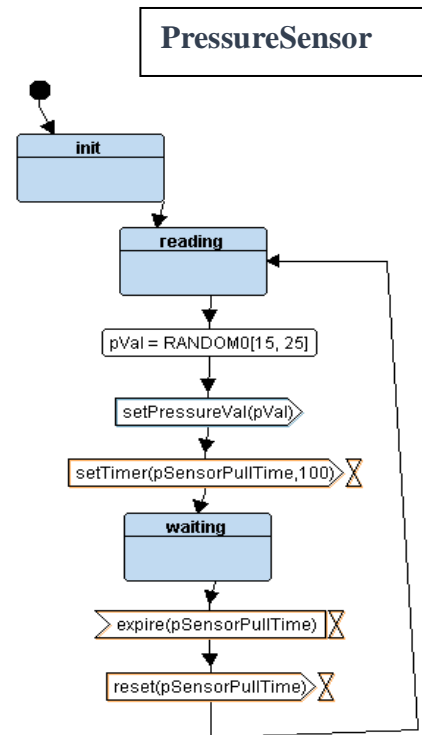 PressureSensor
init
reading
pVal = RANDOM0[15, 25]
setPressureVal(pVal)
setTimer(pSensorPullTime,100)
waiting
expire(pSensorPullTime)
reset(pSensorPullTime)